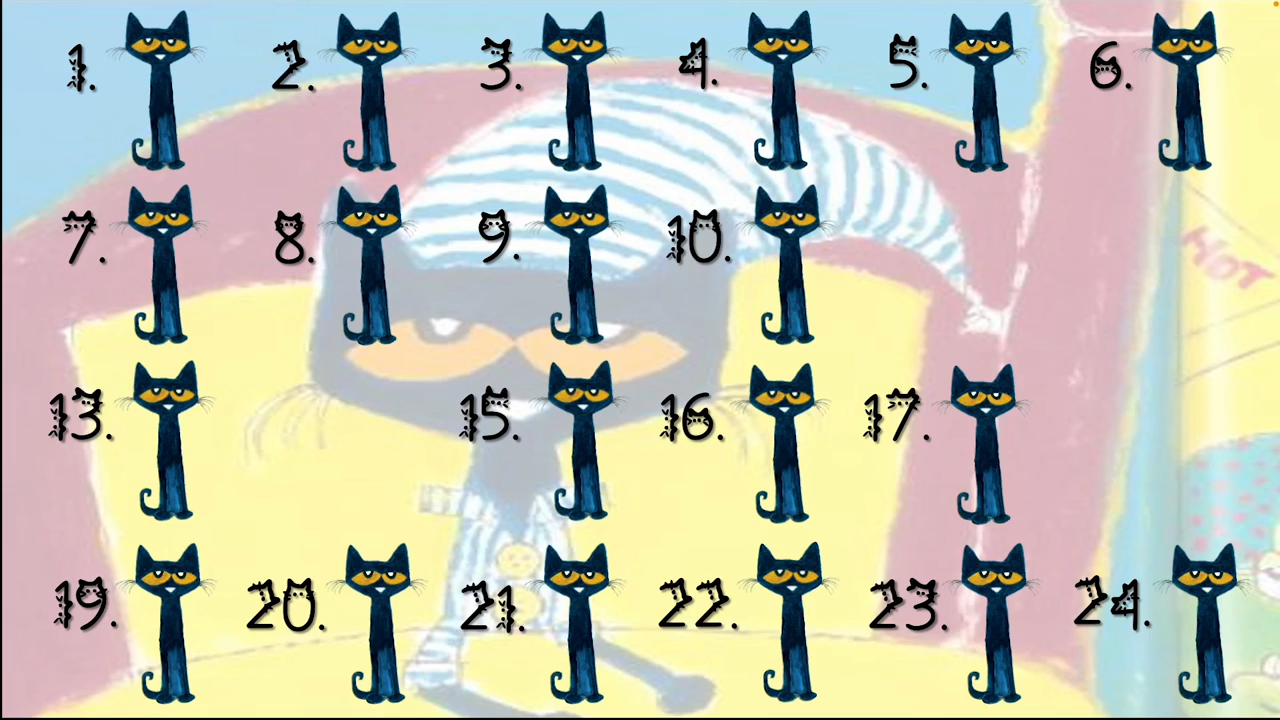 1. 2. 3. 4. 5. 6.
7. 8. 9. 10.
HOT
13. 15. 16. 17.
19. 20. 21. 22. 23. 24.